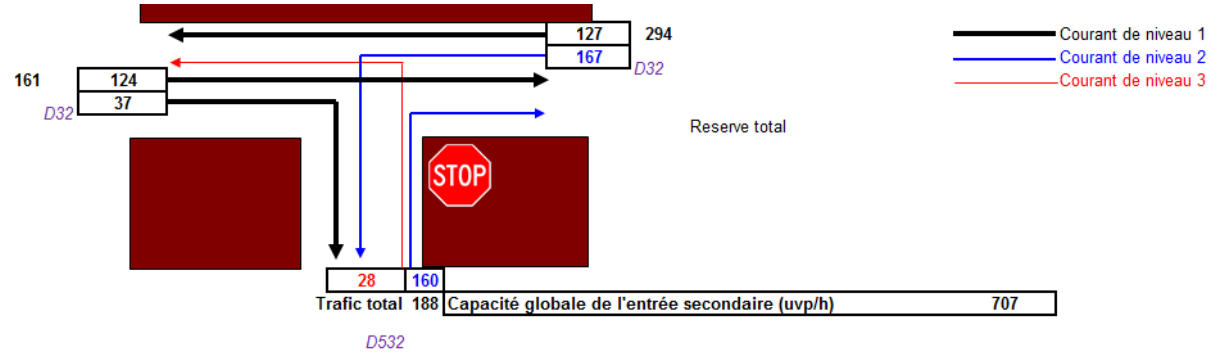 127 294
167
D32
161 124
37
D32
Courant de niveau 1
Courant de niveau 2
Courant de niveau 3
Reserve total
STOP
28 160
Trafic total 188 Capacité globale de l'entrée secondaire (uvp/h) 707
D532